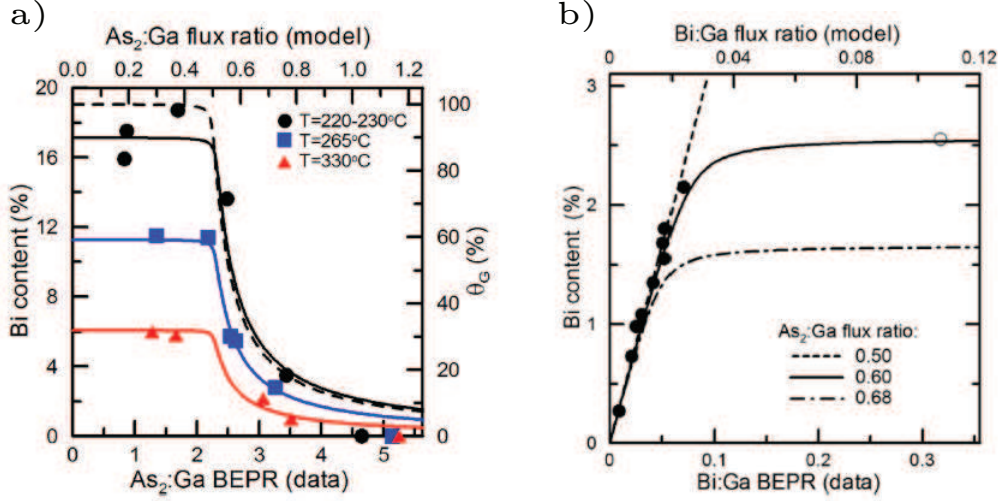 a)
As2:Ga flux ratio (model)
0.0 0.2 0.4 0.6 0.8 1.0 1.2
20
16
12
8
4
0
Bi content (%)
T=220-230°C
T=265°C
T=330°C
100
80
60
40
20
0
θG (%)
0 1 2 3 4 5
As2:Ga BEPR (data)
b)
Bi:Ga flux ratio (model)
0 0.04 0.08 0.12
3
2
1
0
Bi content (%)
As2:Ga flux ratio:
0.50
0.60
0.68
0 0.1 0.2 0.3
Bi:Ga BEPR (data)